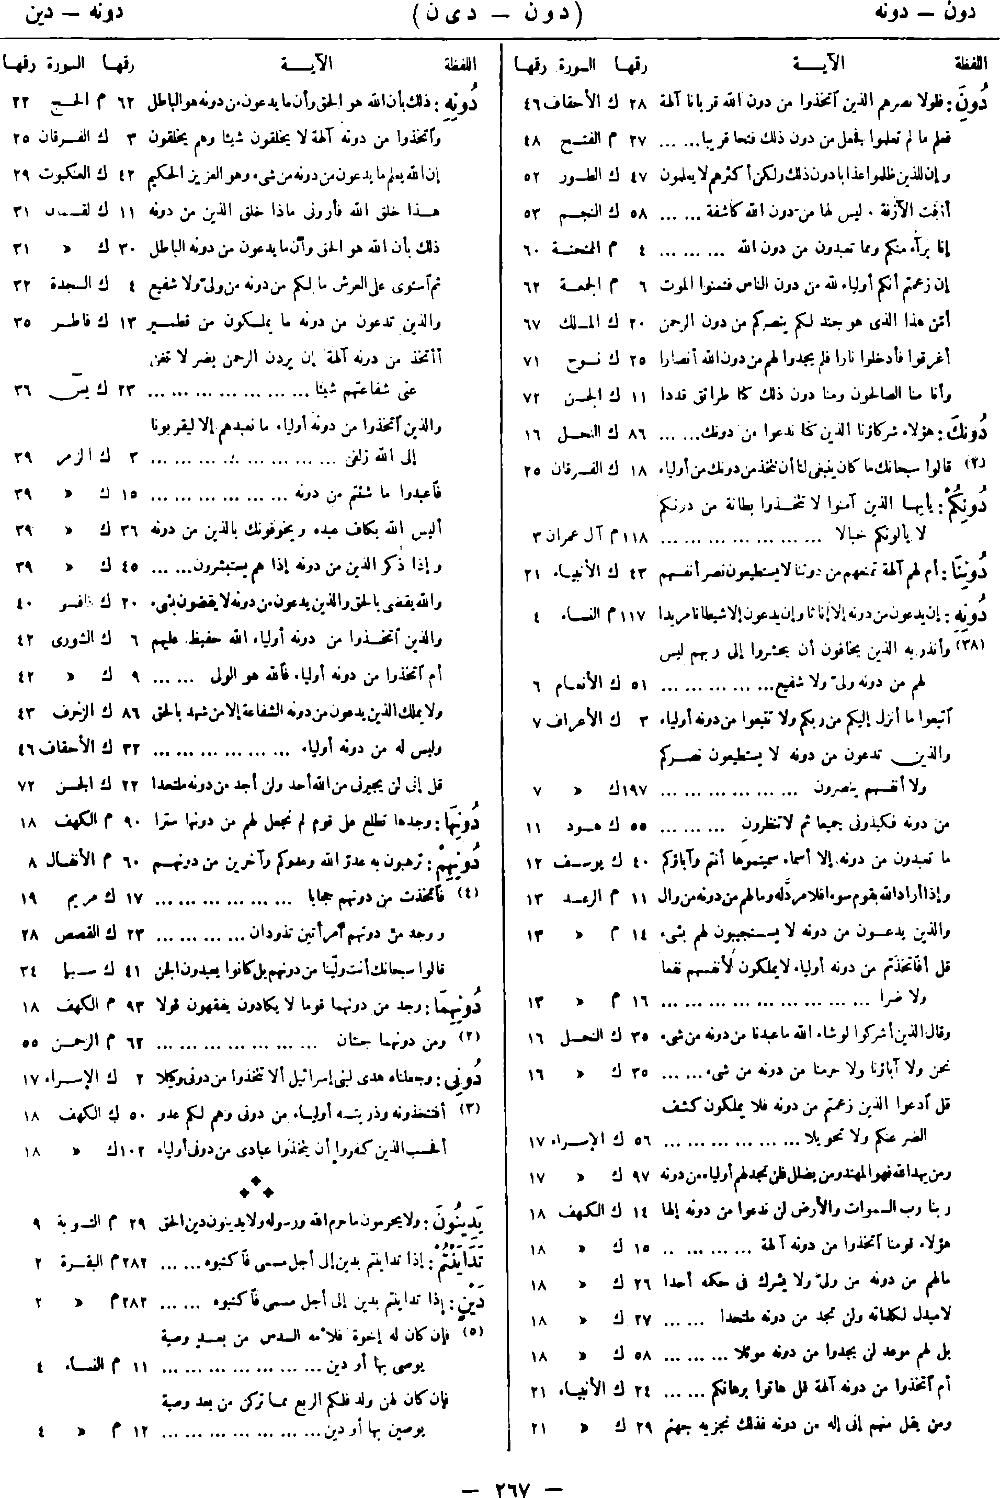 دون – دونه
(دون – دين)
دونه – دين
اللفظة الآية رقمها السورة رقمها
دُونِ: فلولا نصرهم الذين ٱتخذوا من دون الله قربانا آلهة ٢٨ ك الأحقاف ٤٦
فعلم ما لم تعلموا فجعل من دون ذلك فتحا قريبا... ... ٢٧ م الفتح ٤٨
وإن للذين ظلموا عذابا دون ذلك ولكن أكثرهم لا يعلمون ٤٧ ك الطور ٥٢
أزفت الآزفة . ليس لها من دون الله كاشفة ... ... ٥٨ ك النجم ٥٣
إنا برآء منكم ومما تعبدون من دون الله ... ... ٤ م الممتحنة ٦٠
إن زعمتم أنكم أولياء لله من دون الناس فتمنوا الموت ٦ م الجمعة ٦٢
أمن هذا الذى هو جند لكم ينصركم من دون الرحمن ٢٠ ك الملك ٦٧
أغرقوا فأدخلوا نارا فلم يجدوا لهم من دون الله أنصارا ٢٥ ك نوح ٧١
وأنا منا الصالحون ومنا دون ذلك كنا طرائق قددا ١١ ك الجن ٧٢
دُونِكَ: هؤلاء شركاؤنا الذين كنا ندعوا من دونك... ... ٨٦ ك النحل ١٦
(٢) قالوا سبحانك ما كان ينبغى لنا أن نتخذ من دونك من أولياء ١٨ ك الفرقان ٢٥
دُونِكُمْ: يأيها الذين آمنوا لا تتخذوا بطانة من دونكم
لا يألونكم خبالا ... ... ... ... ... ... ١١٨م آل عمران ٣
دُونِنَا: أم لهم آلهة تمنعهم من دوننا لا يستطيعون نصر أنفسهم ٤٣ ك الأنبياء ٢١
دُونِهِ: إن يدعون من دونه إلا إناثا وإن يدعون إلا شيطانا مريدا ١١٧م النساء ٤
(٣٨) وأنذر به الذين يخافون أن يحشروا إلى ربهم ليس
لهم من دونه ولىّ ولا شفيع... ... ... ... ... ٥١ ك الأنعام ٦
ٱتبعوا ما أنزل إليكم من ربكم ولا تتبعوا من دونه أولياء ٣ ك الأعراف ٧
والذين تدعون من دونه لا يستطيعون نصركم
ولا أنفسهم ينصرون ... ... ... ... ... ... ١٩٧ك » ٧
من دونه فكيدونى جميعا ثم لا تنظرون ... ... ... ٥٥ ك هود ١١
ما تعبدون من دونه إلا أسماء سميتموها أنتم وآباؤكم ٤٠ ك يوسف ١٢
وإذا أراد الله بقوم سوء افلا مردّ له وما لهم من دونه من وال ١١ م الرعد ١٣
والذين يدعون من دونه لا يستجيبون لهم بشىء ١٤ م » ١٣
قل أفاتخذتم من دونه أولياء لا يملكون لأنفسهم نفعا
ولا ضرا ... ... ... ... ... ... ... ... ... ١٦ م » ١٣
وقال الذين أشركوا لو شاء الله ما عبدنا من دونه من شىء ٣٥ ك النحل ١٦
نحن ولا آباؤنا ولا حرمنا من دونه من شىء... ... ٣٥ ك » ١٦
قل ٱدعوا الذين زعمتم من دونه فلا يملكون كشف
الضر عنكم ولا تحويلا... ... ... ... ... ... ٥٦ ك الإسراء ١٧
ومن يهد الله فهو المهتد ومن يضلل فلن تجد لهم أولياء من دونه ٩٧ ك » ١٧
ربنا رب السموات والأرض لن ندعوا من دونه إلها ١٤ ك الكهف ١٨
هؤلاء قومنا ٱتخذوا من دونه آلهة ... ... ... .. ١٥ ك » ١٨
مالهم من دونه من ولىّ ولا يشرك فى حكمه أحدا ٢٦ ك » ١٨
لا مبدل لكلماته ولن تجد من دونه ملتحدا ... ... ٢٧ ك » ١٨
بل لهم موعد لن يجدوا من دونه موئلا ... ... ... ٥٨ ك » ١٨
أم ٱتخذوا من دونه آلهة قل هاتوا برهانكم ... ... ٢٤ ك الأنبياء ٢١
ومن يقل منهم إنى إله من دونه فذلك نجزيه جهنم ٢٩ ك » ٢١
اللفظة الآية رقمها السورة رقمها
دُونِهِ: ذلك بأن الله هو الحق وأن ما يدعون من دونه هو الباطل ٦٢ م الحج ٢٢
وٱتخذوا من دونه آلهة لا يخلقون شيئا وهم يخلقون ٣ ك الفرقان ٢٥
إن الله يعلم ما يدعون من دونه من شىء وهو العزيز الحكيم ٤٢ ك العنكبوت ٢٩
هذا خلق الله فأرونى ماذا خلق الذين من دونه ١١ ك لقمان ٣١
ذلك بأن الله هو الحق وأن ما يدعون من دونه الباطل ٣٠ ك » ٣١
ثم ٱستوى على العرش ما لكم من دونه من ولىّ ولا شفيع ٤ ك السجدة ٣٢
والذين تدعون من دونه ما يملكون من قطمير ١٣ ك فاطر ٣٥
أأتخذ من دونه آلهة إن يردن الرحمن بضر لا تغن
عنى شفاعتهم شيئا ... ... ... ... ... ... ... ٢٣ ك يسٓ ٣٦
والذين ٱتخذوا من دونه أولياء ما نعبدهم إلا ليقربونا
إلى الله زلفى ... ... ... ... ... ... ... ... ٣ ك الزمر ٣٩
فاعبدوا ما شئتم من دونه ... ... ... ... ... ... ١٥ ك » ٣٩
أليس الله بكاف عبده ويخوفونك بالذين من دونه ٣٦ ك » ٣٩
وإذا ذُكر الذين من دونه إذا هم يستبشرون... ... ٤٥ ك » ٣٩
والله يقضى بالحق والذين يدعون من دونه لا يقضون بشىء ٢٠ ك غافر ٤٠
والذين ٱتخذوا من دونه أولياء الله حفيظ عليهم ٦ ك الشورى ٤٢
أم ٱتخذوا من دونه أولياء فالله هو الولى ... ... ٩ ك » ٤٢
ولا يملك الذين يدعون من دونه الشفاعة إلا من شهد بالحق ٨٦ ك الزخرف ٤٣
وليس له من دونه أولياء ... ... ... ... ... ... ٣٢ ك الأحقاف ٤٦
قل إنى لن يجيرنى من الله أحد ولن أجد من دونه ملتحدا ٢٢ ك الجن ٧٢
دُونِهَا: وجدها تطلع على قوم لم نجعل لهم من دونها سترا ٩٠ م الكهف ١٨
دُونِهِمْ: ترهبون به عدوّ الله وعدوكم وآخرين من دونهم ٦٠ م الأنفال ٨
(٤) فٱتخذت من دونهم حجابا ... ... ... ... ... ١٧ ك مريم ١٩
ووجد من دونهم ٱمرأتين تذودان... ... ... ... ٢٣ ك القصص ٢٨
قالوا سبحانك أنت وليّنا من دونهم بل كانوا يعبدون الجن ٤١ ك سبإ ٣٤
دُونِهِمَا: وجد من دونهما قوما لا يكادون يفقهون قولا ٩٣ م الكهف ١٨
(٢) ومن دونهما جنتان ... ... ... ... ... ... ٦٢ م الرحمن ٥٥
دُونِى: وجعلناه هدى لبنى إسرائيل ألا تتخذوا من دونى وكيلا ٢ ك الإسراء ١٧
(٣) أفتتخذونه وذريته أولياء من دونى وهم لكم عدو ٥٠ ك الكهف ١٨
أفحسب الذين كفروا أن يتخذوا عبادى من دونى أولياء ١٠٢ك » ١٨
يَدِينُونَ: ولا يحرمون ما حرم الله ورسوله ولا يدينون دين الحق ٢٩ م التوبة ٩
تَدَايَنْتُمْ: إذا تداينتم بدين إلى أجل مسمى فٱكتبوه... ... ٢٨٢م البقرة ٢
دَيْنٍ: إذا تداينتم بدين إلى أجل مسمى فٱكتبوه ... ... ٢٨٢م » ٢
(٥) فإن كان له إخوة فلأمه السدس من بعد وصية
يوصى بها أو دين ... ... ... ... ... ... ... ١١ م النساء ٤
فإن كان لهن ولد فلكم الربع مما تركن من بعد وصية
يوصين بها أو دين... ... ... ... ... ... ... ١٢ م » ٤
– ٢٦٧ –